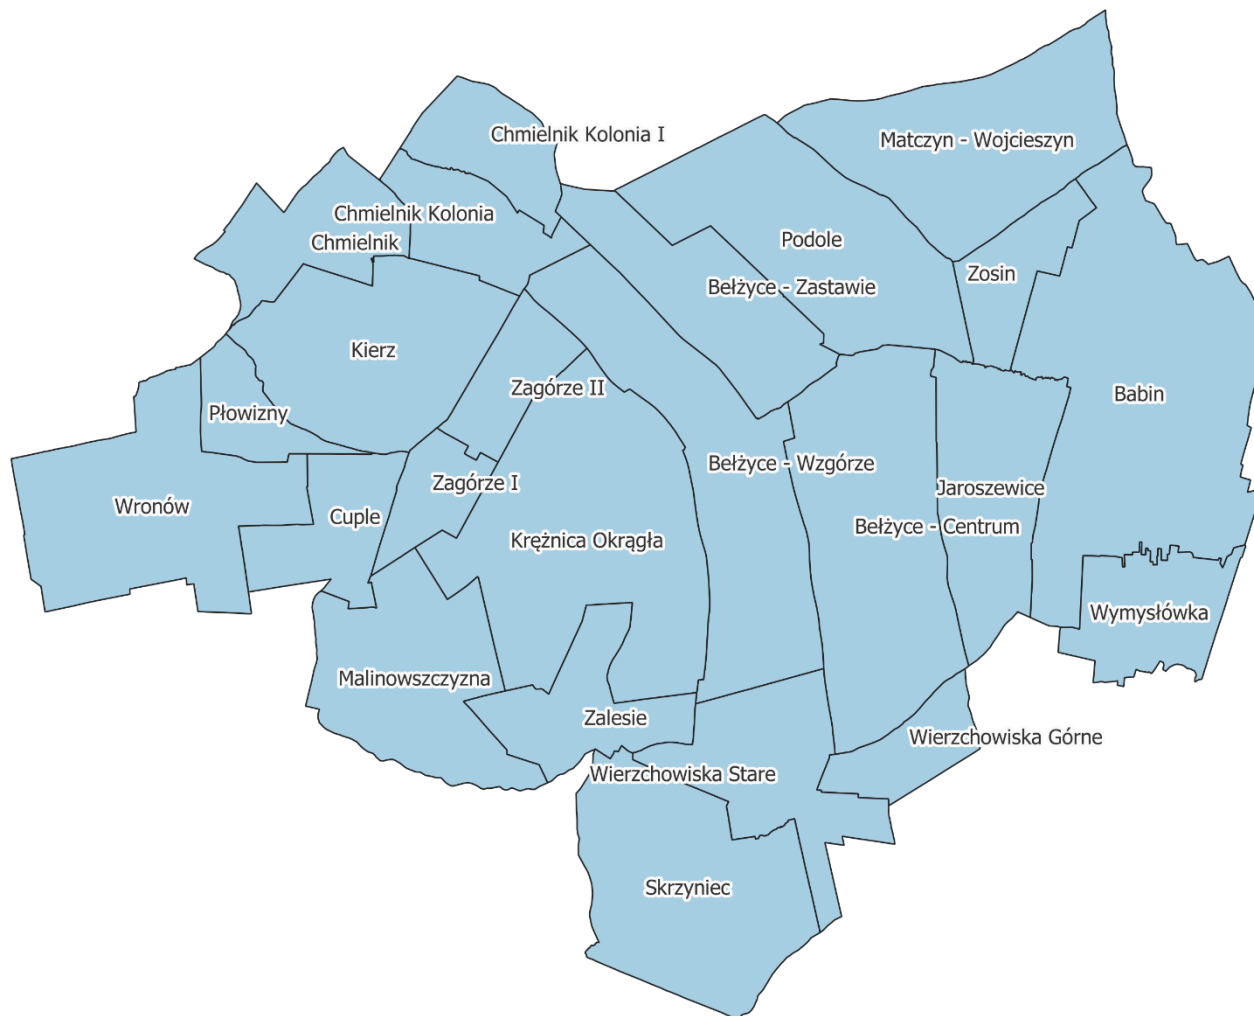 Chmielnik Kolonia I
Matczyn - Wojcieszyn
Chmielnik Kolonia
Chmielnik
Podole
Zosin
Bełżyce - Zastawie
Kierz
Zagórze II
Babin
Płowizny
Bełżyce - Wzgórze
Zagórze I
Jaroszewice
Wronów
Cuple
Bełżyce - Centrum
Krężnica Okrągła
Wymysłówka
Malinowszczyzna
Zalesie
Wierzchowiska Górne
Wierzchowiska Stare
Skrzyniec